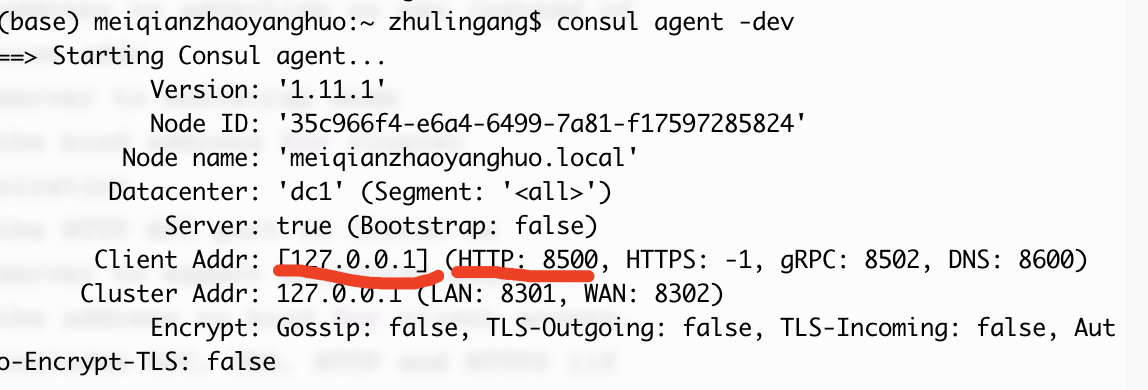 (base) meiqianzhaoyanghuo:~ zhulingang$ consul agent -dev
==> Starting Consul agent...
Version: '1.11.1'
Node ID: '35c966f4-e6a4-6499-7a81-f17597285824'
Node name: 'meiqianzhaoyanghuo.local'
Datacenter: 'dc1' (Segment: '<all>')
Server: true (Bootstrap: false)
Client Addr: [127.0.0.1] (HTTP: 8500, HTTPS: -1, gRPC: 8502, DNS: 8600)
Cluster Addr: 127.0.0.1 (LAN: 8301, WAN: 8302)
Encrypt: Gossip: false, TLS-Outgoing: false, TLS-Incoming: false, Aut
o-Encrypt-TLS: false